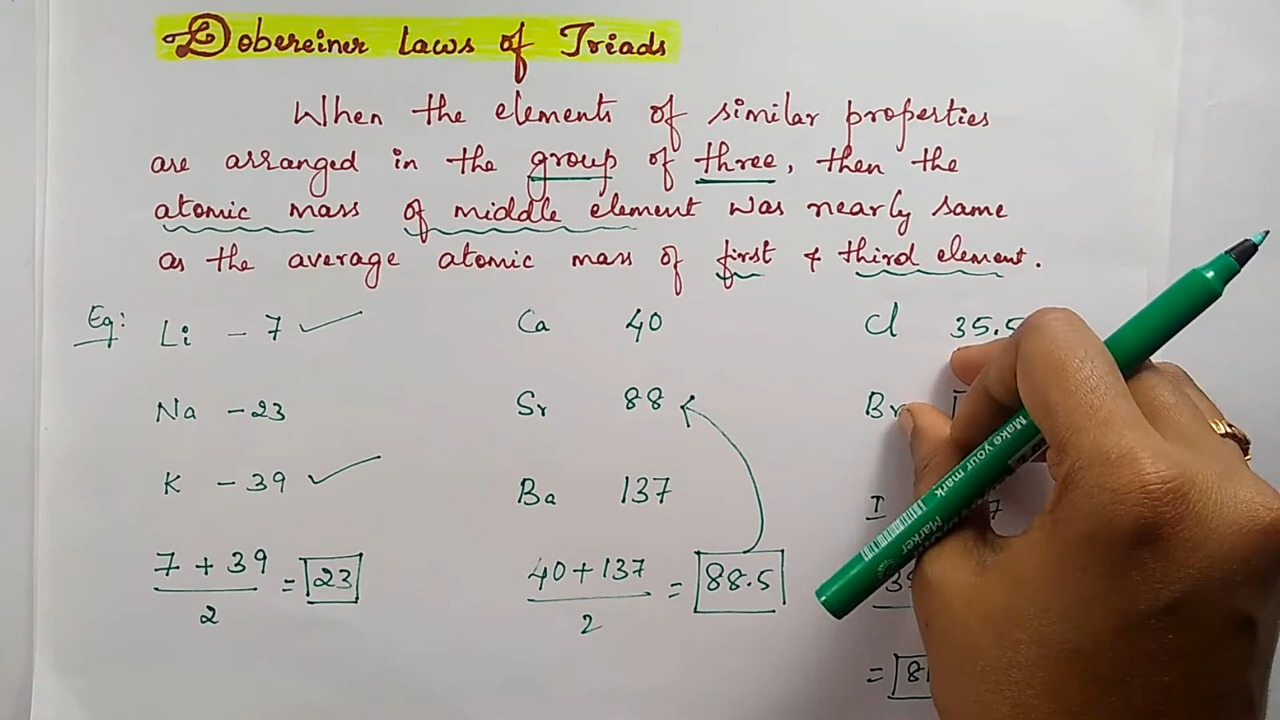 Dobereiner Laws of Triads
When the elements of similar properties
are arranged in the group of three, then the
atomic mass of middle element was nearly same
as the average atomic mass of first & third element.
Eg: Li - 7 Ca 40 Cl 35.5
Na - 23 Sr 88 Br
K - 39 Ba 137 I
7 + 39 / 2 = 23 40 + 137 / 2 = 88.5
=
Make your mark
Marker